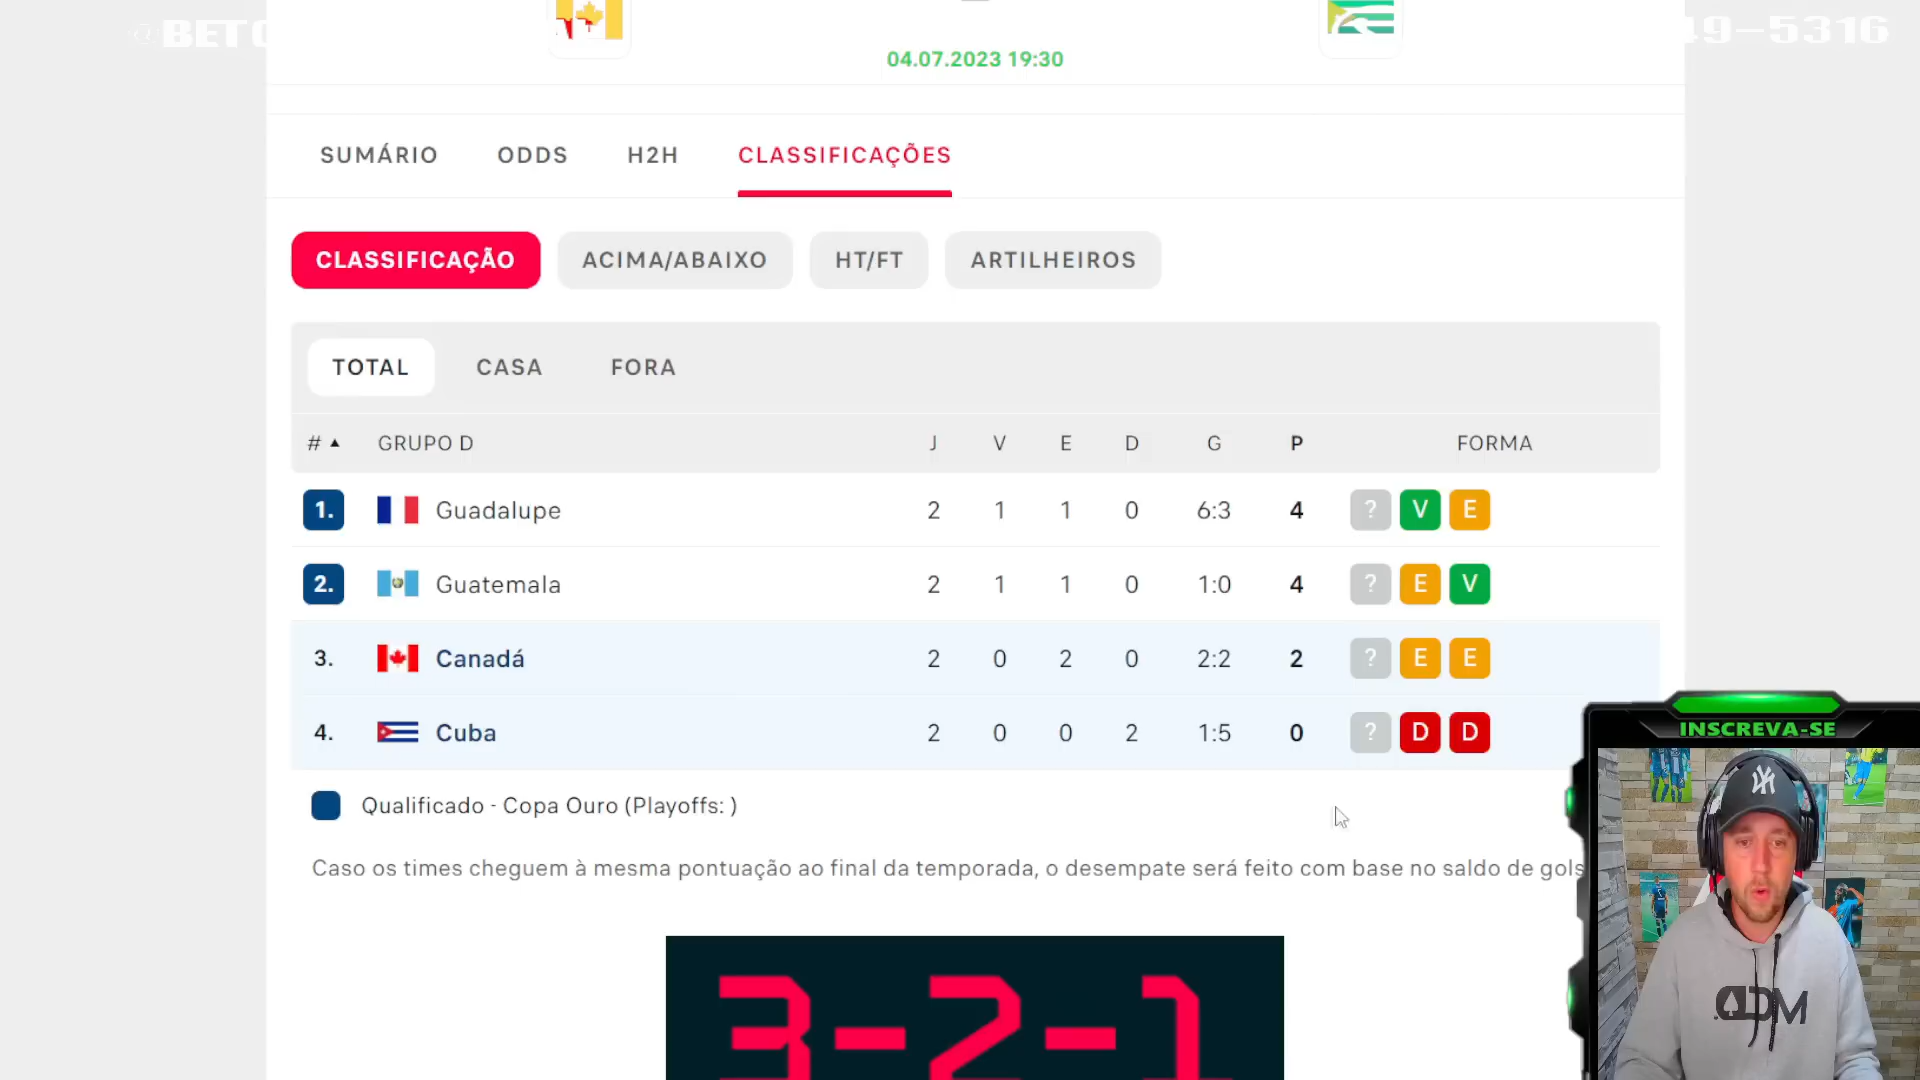 @BETC
49-5316
04.07.2023 19:30
SUMÁRIO ODDS H2H CLASSIFICAÇÕES
CLASSIFICAÇÃO ACIMA/ABAIXO HT/FT ARTILHEIROS
TOTAL CASA FORA
# GRUPO D J V E D G P FORMA
1. Guadalupe 2 1 1 0 6:3 4 ? V E
2. Guatemala 2 1 1 0 1:0 4 ? E V
3. Canadá 2 0 2 0 2:2 2 ? E E
4. Cuba 2 0 0 2 1:5 0 ? D D
Qualificado - Copa Ouro (Playoffs: )
Caso os times cheguem à mesma pontuação ao final da temporada, o desempate será feito com base no saldo de gols
3-2-1
INSCREVA-SE
NY